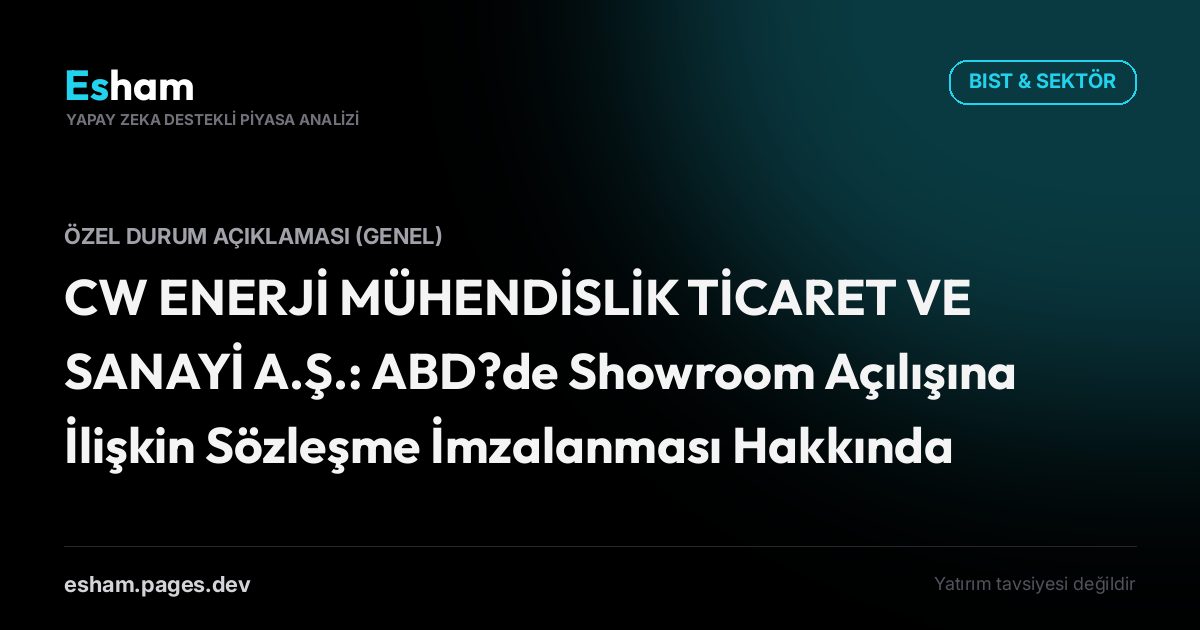 Esham
BIST & SEKTÖR
YAPAY ZEKA DESTEKLİ PİYASA ANALİZİ
ÖZEL DURUM AÇIKLAMASI (GENEL)
CW ENERJİ MÜHENDİSLİK TİCARET VE
SANAYİ A.Ş.: ABD?de Showroom Açılışına
İlişkin Sözleşme İmzalanması Hakkında
esham.pages.dev
Yatırım tavsiyesi değildir